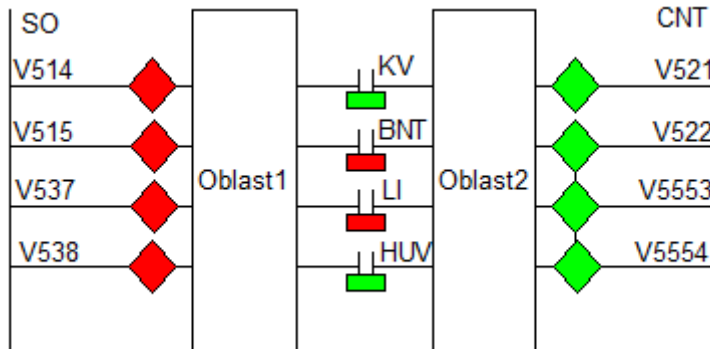 SO
CNT
V514
KV
V521
V515
BNT
V522
Oblast1
Oblast2
V537
LI
V5553
V538
HUV
V5554